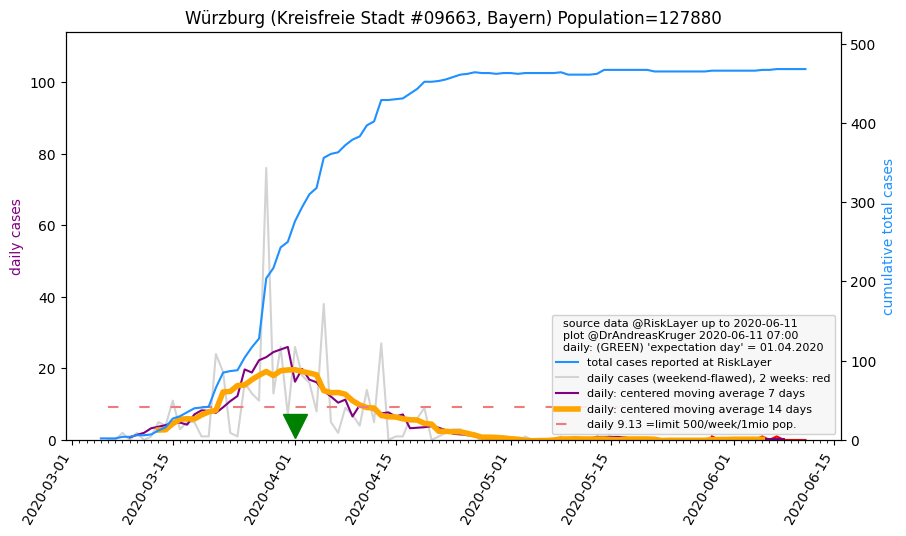 Würzburg (Kreisfreie Stadt #09663, Bayern) Population=127880
daily cases
0
20
40
60
80
100
0
100
200
300
400
500
cumulative total cases
source data @RiskLayer up to 2020-06-11
plot @DrAndreasKruger 2020-06-11 07:00
daily: (GREEN) 'expectation day' = 01.04.2020
total cases reported at RiskLayer
daily cases (weekend-flawed), 2 weeks: red
daily: centered moving average 7 days
daily: centered moving average 14 days
daily 9.13 =limit 500/week/1mio pop.
2020-03-01
2020-03-15
2020-04-01
2020-04-15
2020-05-01
2020-05-15
2020-06-01
2020-06-15